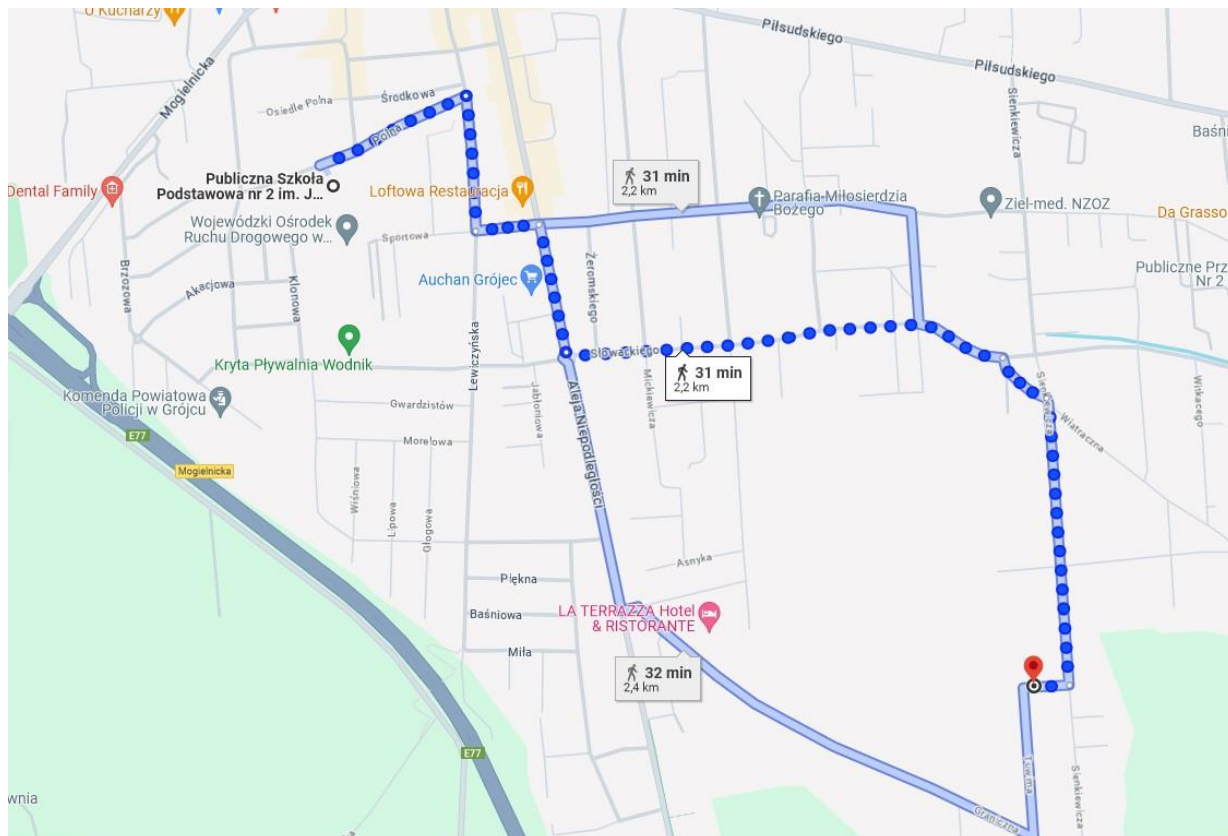 U Kucharzy
Piłsudskiego
Piłsudskiego
Mogielnicka
Środkowa
Osiedle Polna
Polna
Sienkiewicza
Baśni
Publiczna Szkoła
Podstawowa nr 2 im. J...
Dental Family
Loftowa Restauracja
31 min
2,2 km
Parafia Miłosierdzia
Bożego
Ziel-med. NZOZ
Da Grasso
Wojewódzki Ośrodek
Ruchu Drogowego w...
Sportowa
Brzozowa
Akacjowa
Klonowa
Auchan Grójec
Żeromskiego
Publiczne Prz
Nr 2
Kryta Pływalnia Wodnik
Lewiczyńska
Słowackiego
31 min
2,2 km
Mickiewicza
Komenda Powiatowa
Policji w Grójcu
Gwardzistów
Jabłoniowa
Aleja Niepodległości
Sienkiewicza
Wiatraczna
Witkacego
E77
Morelowa
Mogielnicka
Wiśniowa
Lipowa
Głogowa
Asnyka
Piękna
Baśniowa
LA TERRAZZA Hotel
& RISTORANTE
Miła
32 min
2,4 km
E77
Tuwima
Sienkiewicza
Graniczna
wnia